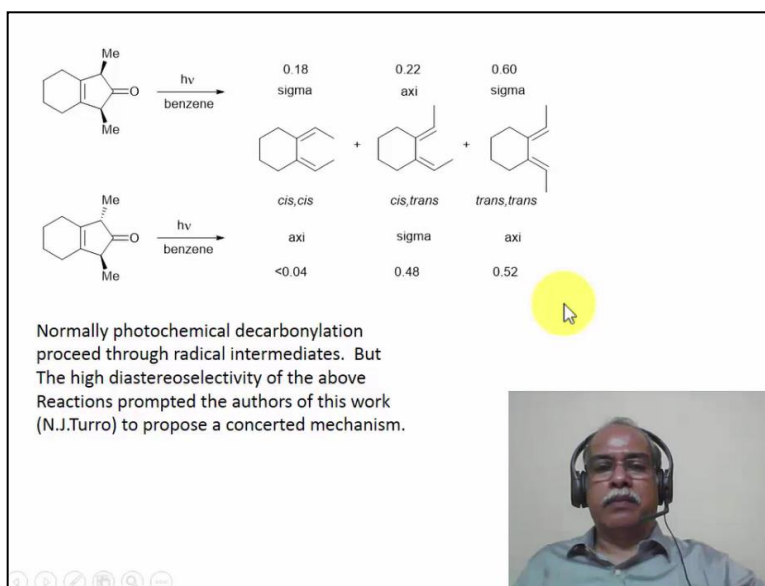 Me
0.18 0.22 0.60
hν sigma axi sigma
O
benzene
Me
+ +
Me cis,cis cis,trans trans,trans
hν
O axi sigma axi
benzene
Me <0.04 0.48 0.52
Normally photochemical decarbonylation
proceed through radical intermediates. But
The high diastereoselectivity of the above
Reactions prompted the authors of this work
(N.J.Turro) to propose a concerted mechanism.